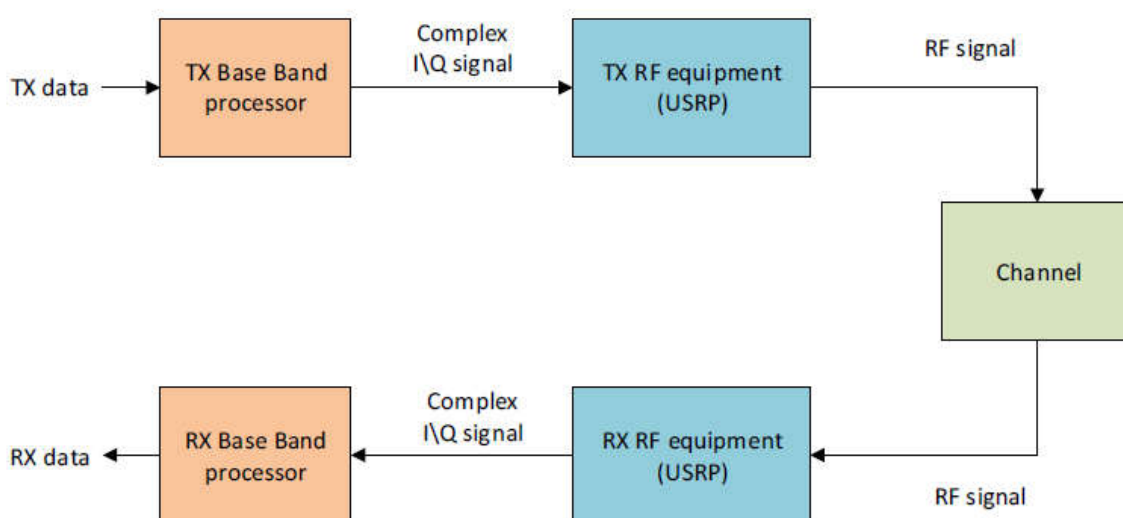 Complex
I\Q signal
RF signal
TX data
TX Base Band
processor
TX RF equipment
(USRP)
Channel
Complex
I\Q signal
RX data
RX Base Band
processor
RX RF equipment
(USRP)
RF signal